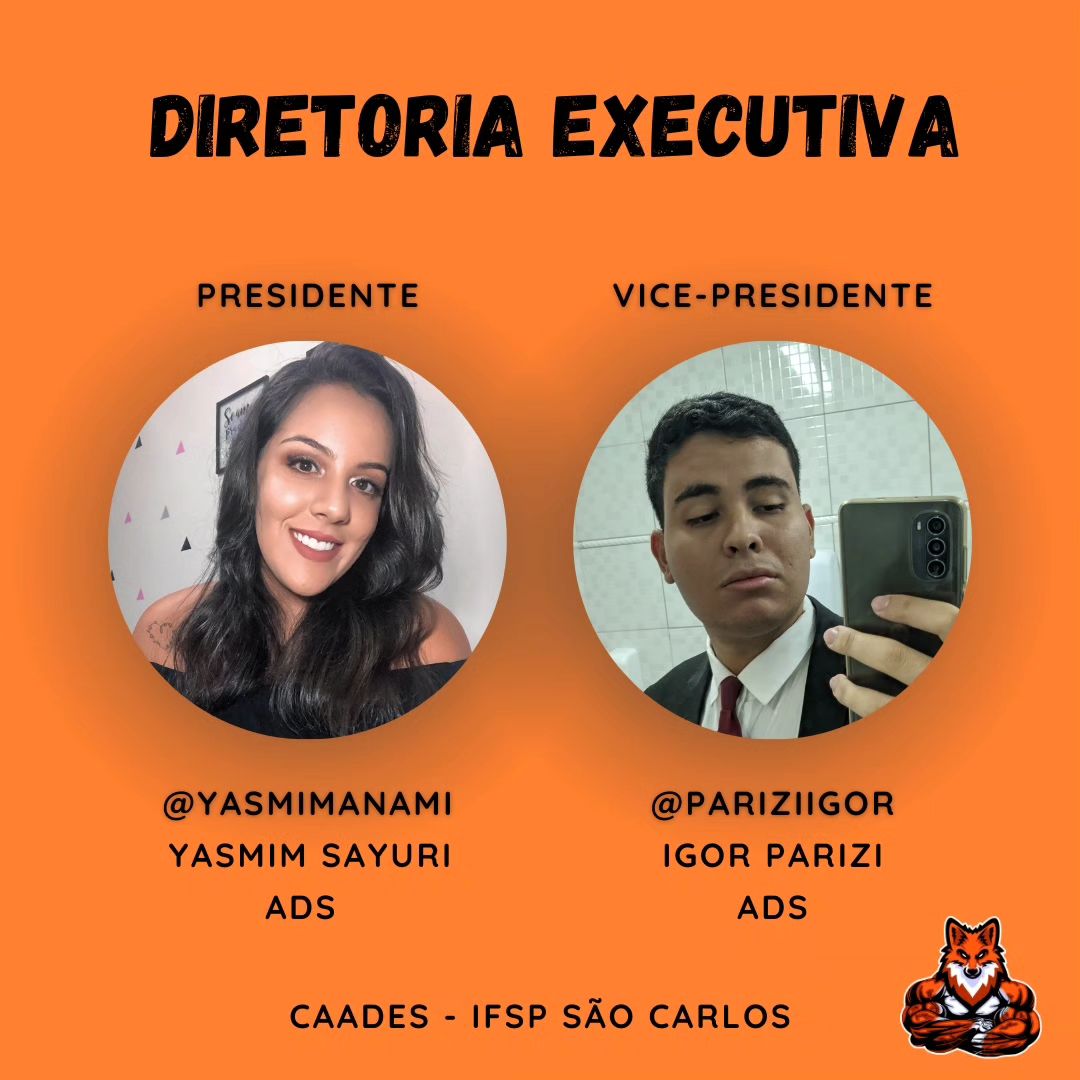 DIRETORIA EXECUTIVA
PRESIDENTE
VICE-PRESIDENTE
@YASMIMANAMI
YASMIM SAYURI
ADS
@PARIZIIGOR
IGOR PARIZI
ADS
CAADES - IFSP SÃO CARLOS